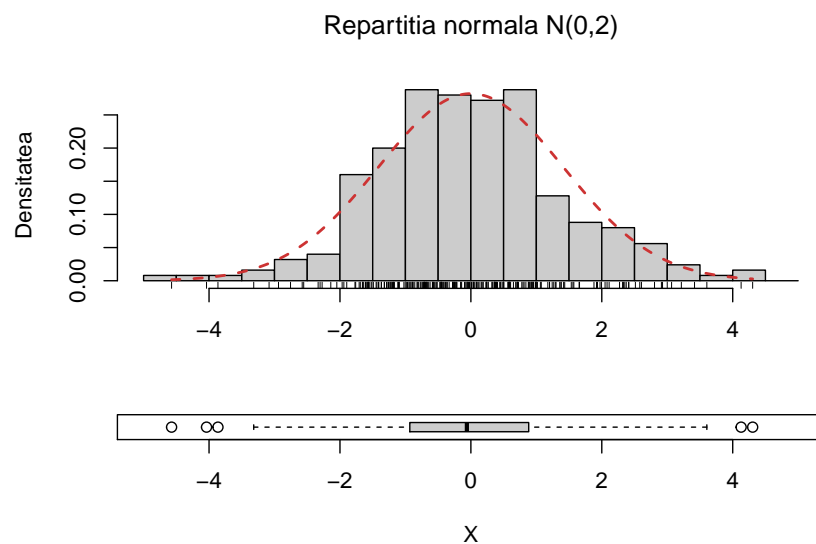 Repartitia normala N(0,2)
Densitatea
0.00 0.10 0.20
−4 −2 0 2 4
−4 −2 0 2 4
X